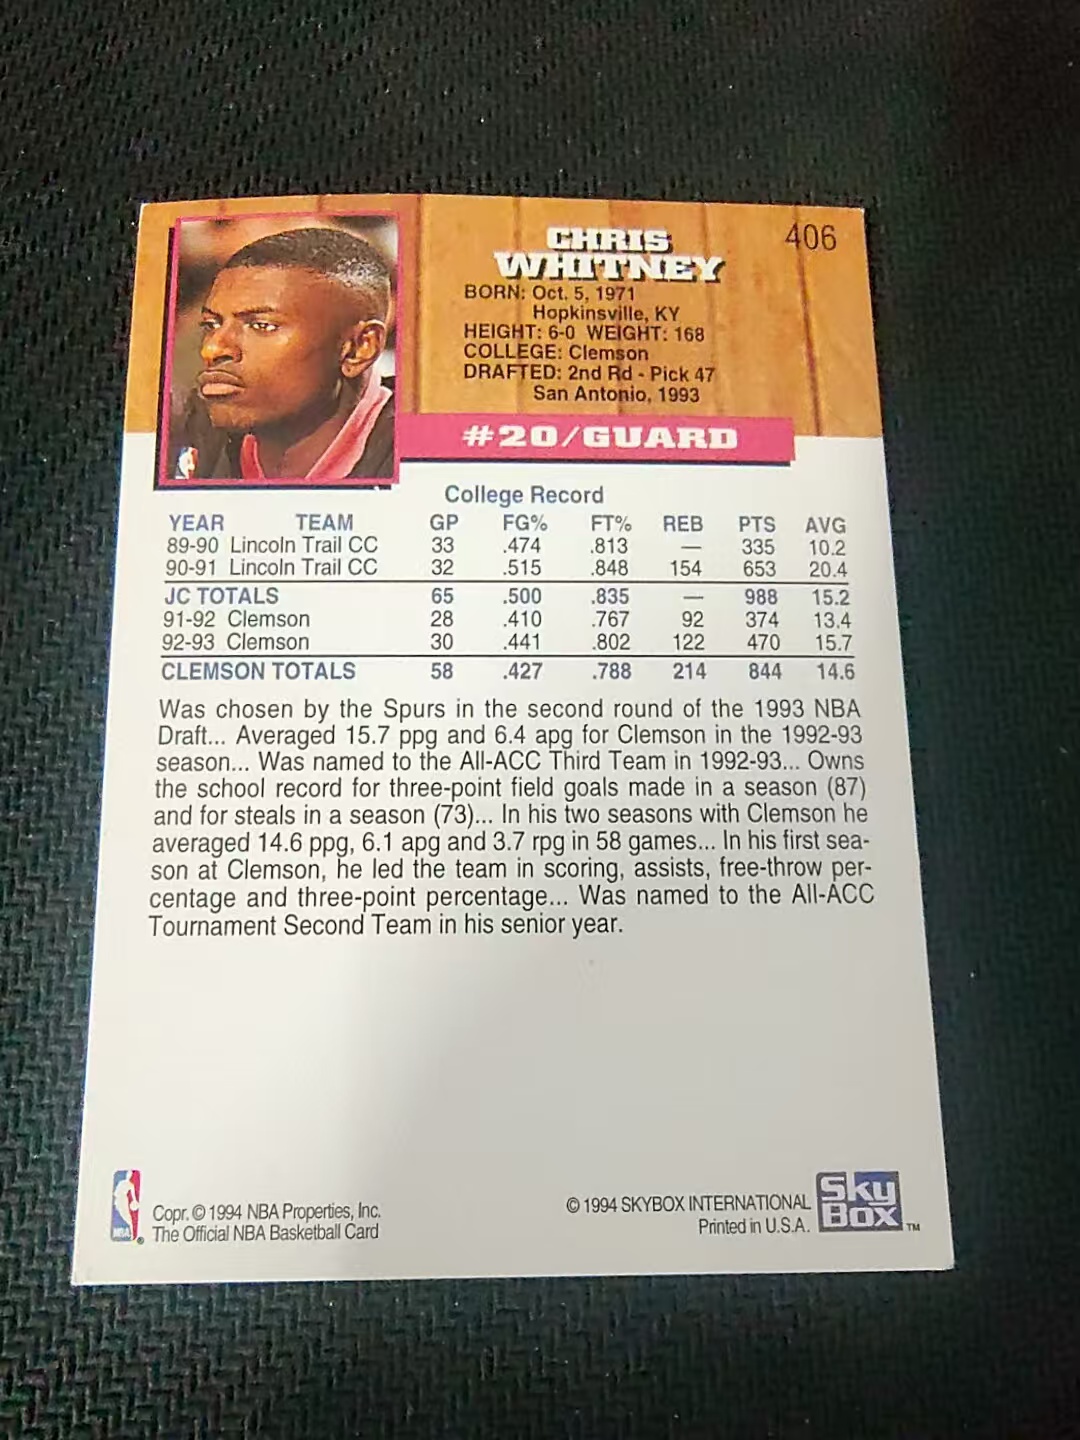 406
CHRIS
WHITNEY
BORN: Oct. 5, 1971
Hopkinsville, KY
HEIGHT: 6-0 WEIGHT: 168
COLLEGE: Clemson
DRAFTED: 2nd Rd - Pick 47
San Antonio, 1993
#20/GUARD
College Record
YEAR TEAM GP FG% FT% REB PTS AVG
89-90 Lincoln Trail CC 33 .474 .813 — 335 10.2
90-91 Lincoln Trail CC 32 .515 .848 154 653 20.4
JC TOTALS 65 .500 .835 — 988 15.2
91-92 Clemson 28 .410 .767 92 374 13.4
92-93 Clemson 30 .441 .802 122 470 15.7
CLEMSON TOTALS 58 .427 .788 214 844 14.6
Was chosen by the Spurs in the second round of the 1993 NBA
Draft... Averaged 15.7 ppg and 6.4 apg for Clemson in the 1992-93
season... Was named to the All-ACC Third Team in 1992-93... Owns
the school record for three-point field goals made in a season (87)
and for steals in a season (73)... In his two seasons with Clemson he
averaged 14.6 ppg, 6.1 apg and 3.7 rpg in 58 games... In his first sea-
son at Clemson, he led the team in scoring, assists, free-throw per-
centage and three-point percentage... Was named to the All-ACC
Tournament Second Team in his senior year.
NBA ®
Copr. © 1994 NBA Properties, Inc.
The Official NBA Basketball Card
© 1994 SKYBOX INTERNATIONAL
Printed in U.S.A.
Sky
Box TM